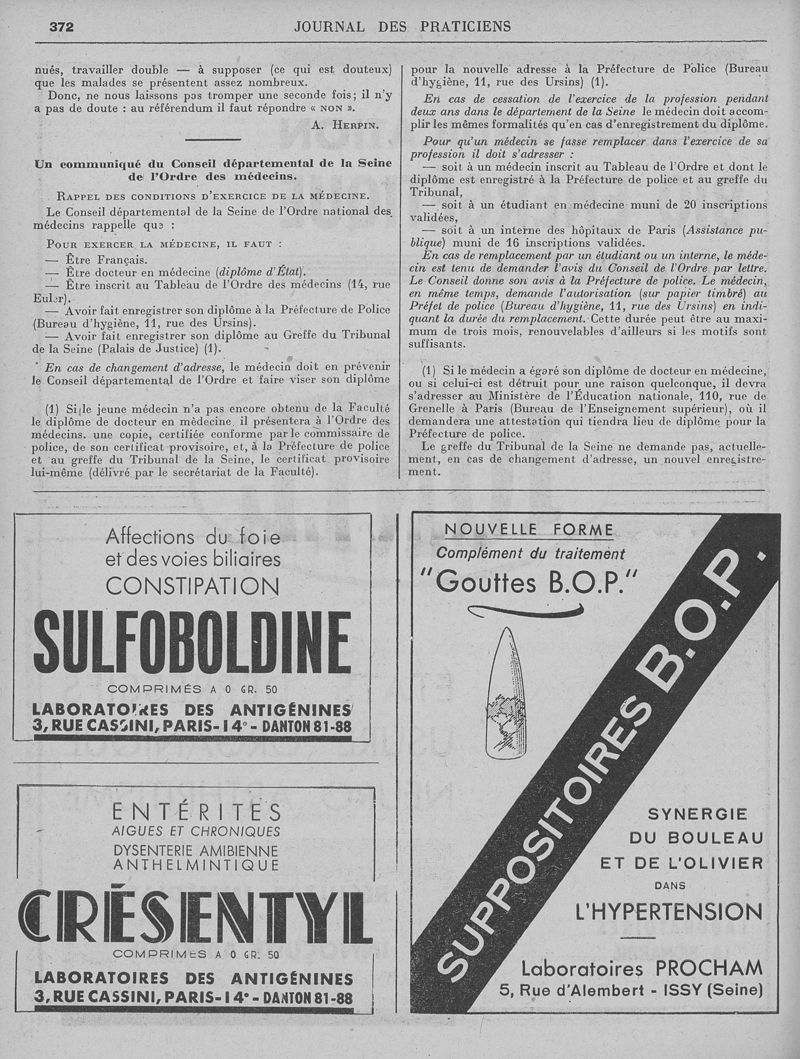 372
JOURNAL DES PRATICIENS
nués, travailler double — à supposer (ce qui est douteux)
que les malades se présentent assez nombreux.
Donc, ne nous laissons pas tromper une seconde fois; il n'y
a pas de doute : au référendum il faut répondre « NON ».
A. HERPIN.
Un communiqué du Conseil départemental de la Seine
de l'Ordre des médecins.
RAPPEL DES CONDITIONS D'EXERCICE DE LA MÉDECINE.
Le Conseil départemental de la Seine de l'Ordre national des
médecins rappelle que :
POUR EXERCER LA MÉDECINE, IL FAUT :
— Être Français.
— Être docteur en médecine (diplôme d'État).
— Être inscrit au Tableau de l'Ordre des médecins (14, rue
Euler).
— Avoir fait enregistrer son diplôme à la Préfecture de Police
(Bureau d'hygiène, 11, rue des Ursins).
— Avoir fait enregistrer son diplôme au Greffe du Tribunal
de la Seine (Palais de Justice) (1).
En cas de changement d'adresse, le médecin doit en prévenir
le Conseil départemental de l'Ordre et faire viser son diplôme
(1) Si le jeune médecin n'a pas encore obtenu de la Faculté
le diplôme de docteur en médecine il présentera à l'Ordre des
médecins. une copie, certifiée conforme par le commissaire de
police, de son certificat provisoire, et, à la Préfecture de police
et au greffe du Tribunal de la Seine, le certificat provisoire
lui-même (délivré par le secrétariat de la Faculté).
pour la nouvelle adresse à la Préfecture de Police (Bureau
d'hygiène, 11, rue des Ursins) (1).
En cas de cessation de l'exercice de la profession pendant
deux ans dans le département de la Seine le médecin doit accom-
plir les mêmes formalités qu'en cas d'enregistrement du diplôme.
Pour qu'un médecin se fasse remplacer dans l'exercice de sa
profession il doit s'adresser :
— soit à un médecin inscrit au Tableau de l'Ordre et dont le
diplôme est enregistré à la Préfecture de police et au greffe du
Tribunal,
— soit à un étudiant en médecine muni de 20 inscriptions
validées,
— soit à un interne des hôpitaux de Paris (Assistance pu-
blique) muni de 16 inscriptions validées.
En cas de remplacement par un étudiant ou un interne, le méde-
cin est tenu de demander l'avis du Conseil de l'Ordre par lettre.
Le Conseil donne son avis à la Préfecture de police. Le médecin,
en même temps, demande l'autorisation (sur papier timbré) au
Préfet de police (Bureau d'hygiène, 11, rue des Ursins) en indi-
quant la durée du remplacement. Cette durée peut être au maxi-
mum de trois mois, renouvelables d'ailleurs si les motifs sont
suffisants.
(1) Si le médecin a égaré son diplôme de docteur en médecine,
ou si celui-ci est détruit pour une raison quelconque, il devra
s'adresser au Ministère de l'Éducation nationale, 110, rue de
Grenelle à Paris (Bureau de l'Enseignement supérieur), où il
demandera une attestation qui tiendra lieu de diplôme pour la
Préfecture de police.
Le greffe du Tribunal de la Seine ne demande pas, actuelle-
ment, en cas de changement d'adresse, un nouvel enregistre-
ment.
Affections du foie
et des voies biliaires
CONSTIPATION
SULFOBOLDINE
COMPRIMÉS A 0 GR. 50
LABORATOIRES DES ANTIGÉNINES
3, RUE CASSINI, PARIS-14e - DANTON 81-88
ENTÉRITES
AIGUES ET CHRONIQUES
DYSENTERIE AMIBIENNE
ANTHELMINTIQUE
CRÉSENTYL
COMPRIMÉS A 0 GR. 50
LABORATOIRES DES ANTIGÉNINES
3, RUE CASSINI, PARIS-14e - DANTON 81-88
NOUVELLE FORME
Complément du traitement
"Gouttes B.O.P."
SUPPOSITOIRES B.O.P.
SYNERGIE
DU BOULEAU
ET DE L'OLIVIER
DANS
L'HYPERTENSION
Laboratoires PROCHAM
5, Rue d'Alembert - ISSY (Seine)